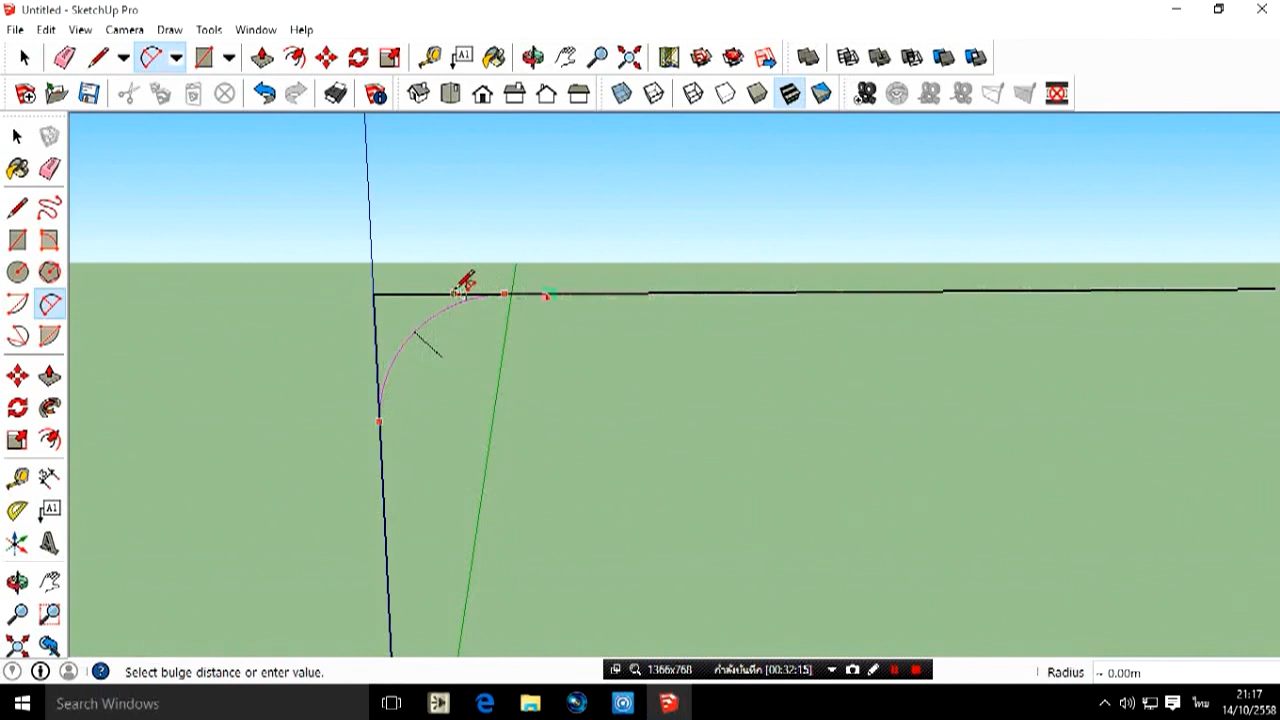 Untitled - SketchUp Pro
File Edit View Camera Draw Tools Window Help
A1
A1
Select bulge distance or enter value.
1366x768 กำลังบันทึก [00:32:15]
Radius ~ 0.00m
Search Windows
ไทย
21:17
14/10/2558